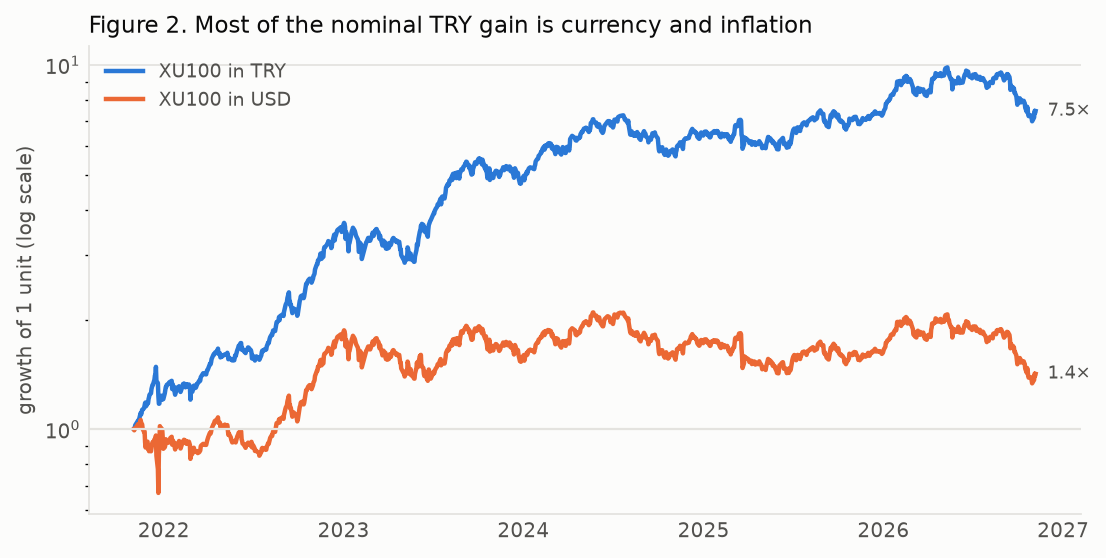 Figure 2. Most of the nominal TRY gain is currency and inflation
XU100 in TRY
XU100 in USD
growth of 1 unit (log scale)
10¹
10⁰
7.5×
1.4×
2022 2023 2024 2025 2026 2027